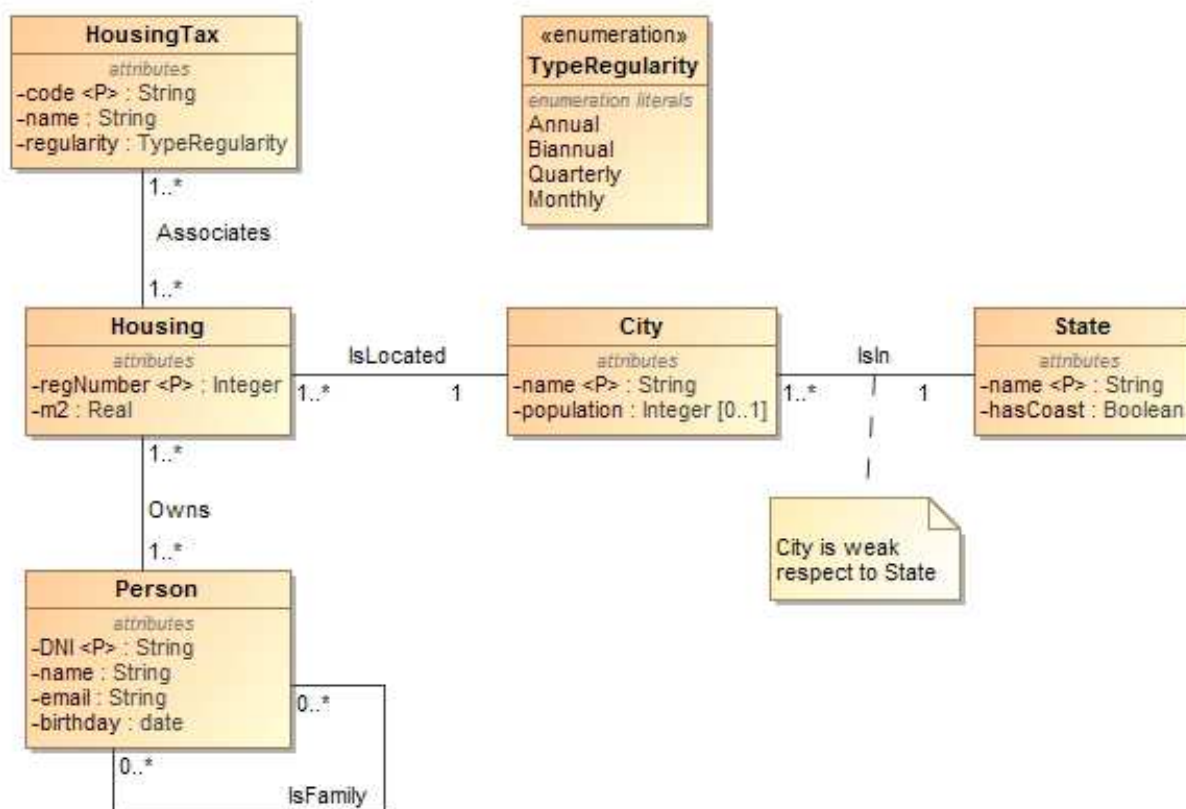 HousingTax
attributes
-code <P> : String
-name : String
-regularity : TypeRegularity
«enumeration»
TypeRegularity
enumeration literals
Annual
Biannual
Quarterly
Monthly
1..*
Associates
1..*
Housing
attributes
-regNumber <P> : Integer
-m2 : Real
IsLocated
1..*
1
City
attributes
-name <P> : String
-population : Integer [0..1]
IsIn
1..*
1
State
attributes
-name <P> : String
-hasCoast : Boolean
1..*
Owns
1..*
City is weak
respect to State
Person
attributes
-DNI <P> : String
-name : String
-email : String
-birthday : date
0..*
0..*
IsFamily